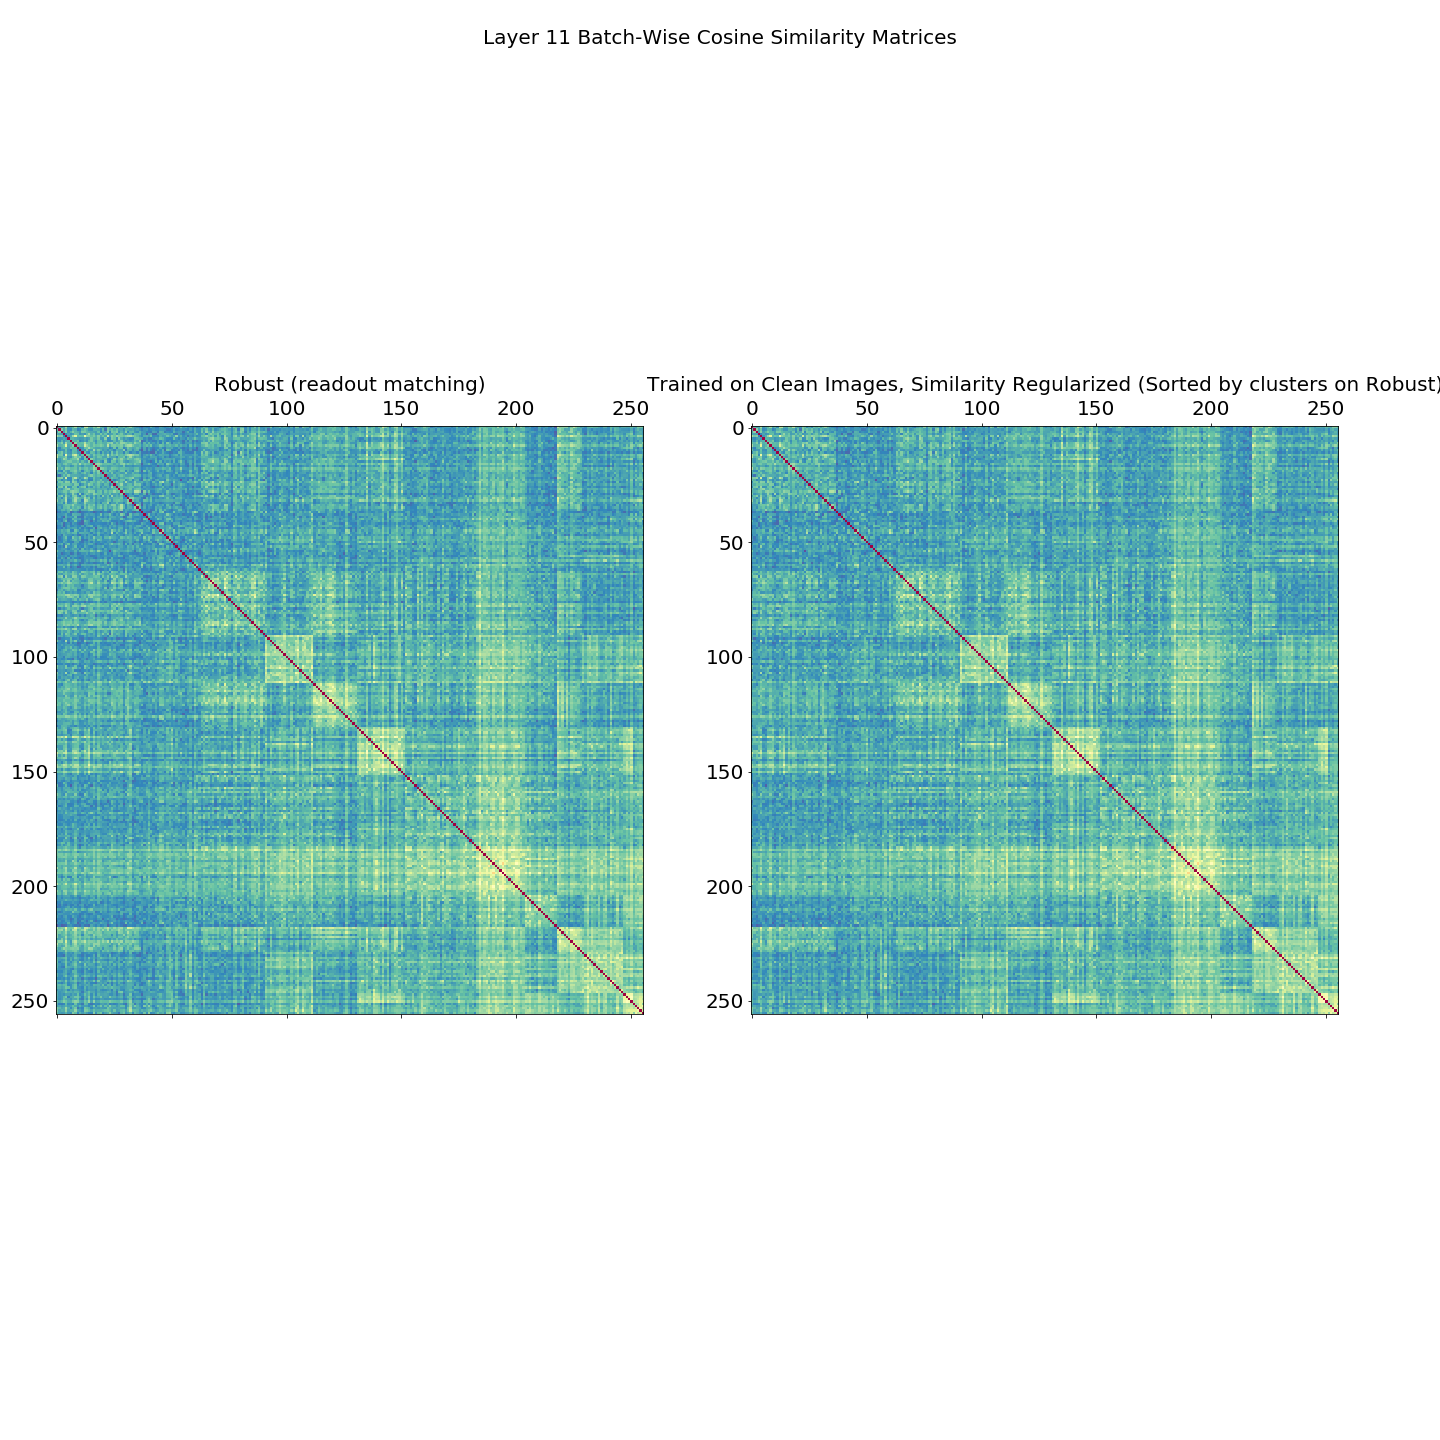 Layer 11 Batch-Wise Cosine Similarity Matrices
Robust (readout matching)
Trained on Clean Images, Similarity Regularized (Sorted by clusters on Robust)
0 50 100 150 200 250
0 50 100 150 200 250
0
50
100
150
200
250
0
50
100
150
200
250